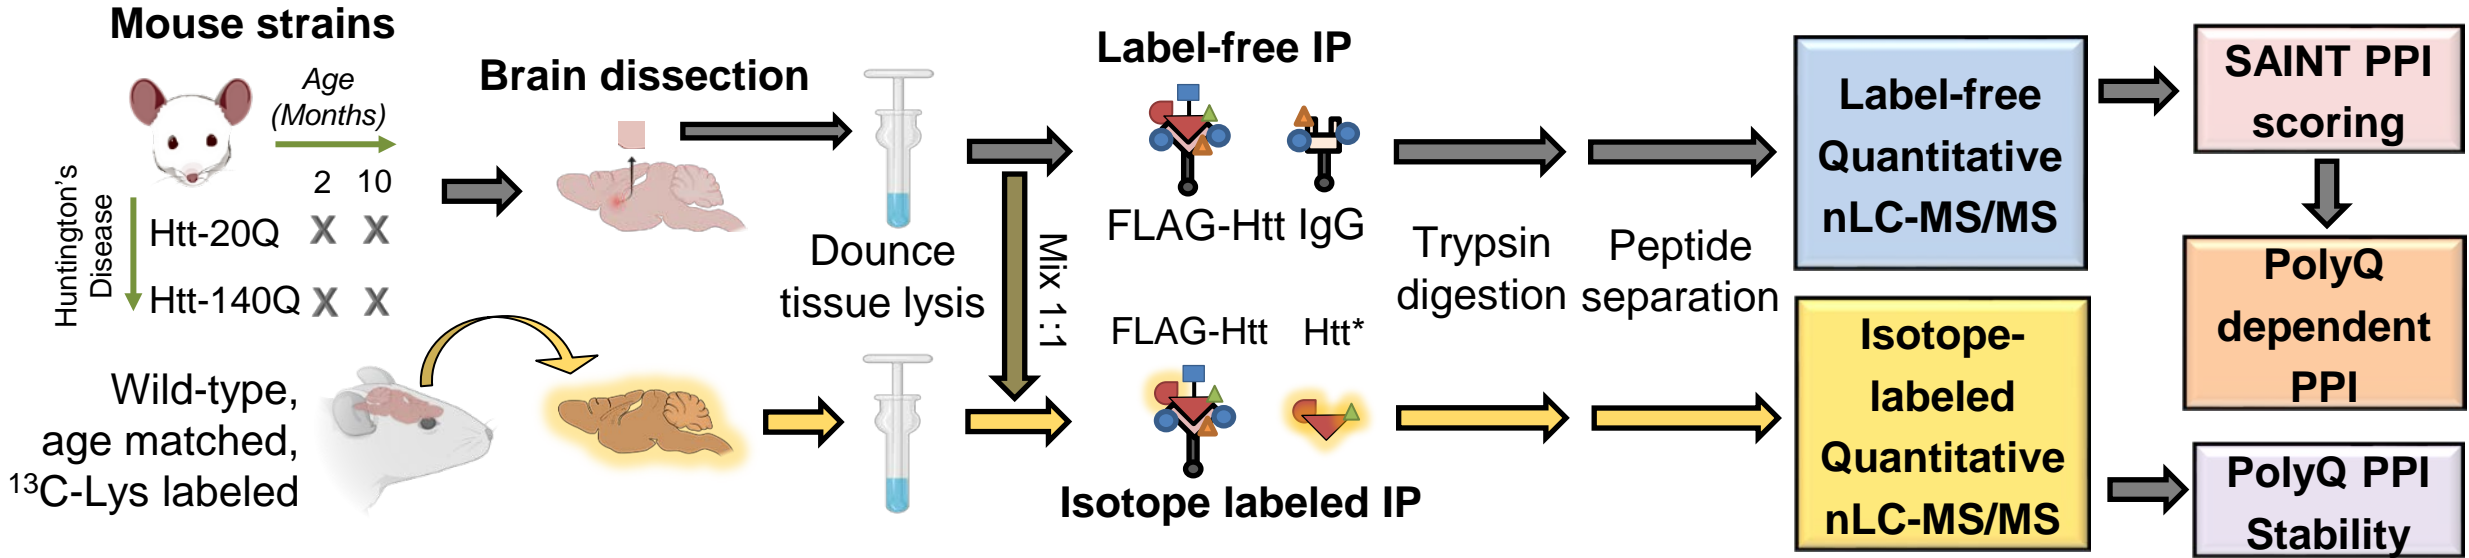 Mouse strains
Age
(Months)
2 10
Huntington's
Disease
Htt-20Q X X
Htt-140Q X X
Wild-type,
age matched,
¹³C-Lys labeled
Brain dissection
Dounce
tissue lysis
Mix 1:1
Label-free IP
FLAG-Htt IgG
FLAG-Htt Htt*
Isotope labeled IP
Trypsin
digestion
Peptide
separation
Label-free
Quantitative
nLC-MS/MS
Isotope-
labeled
Quantitative
nLC-MS/MS
SAINT PPI
scoring
PolyQ
dependent
PPI
PolyQ PPI
Stability